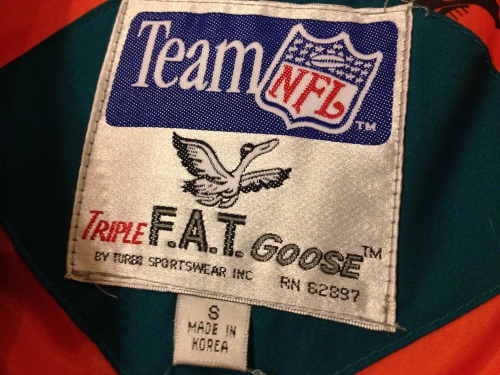 Team NFL TM
TRIPLE F.A.T. GOOSE TM
BY TURBO SPORTSWEAR INC RN 62897
S
MADE IN
KOREA